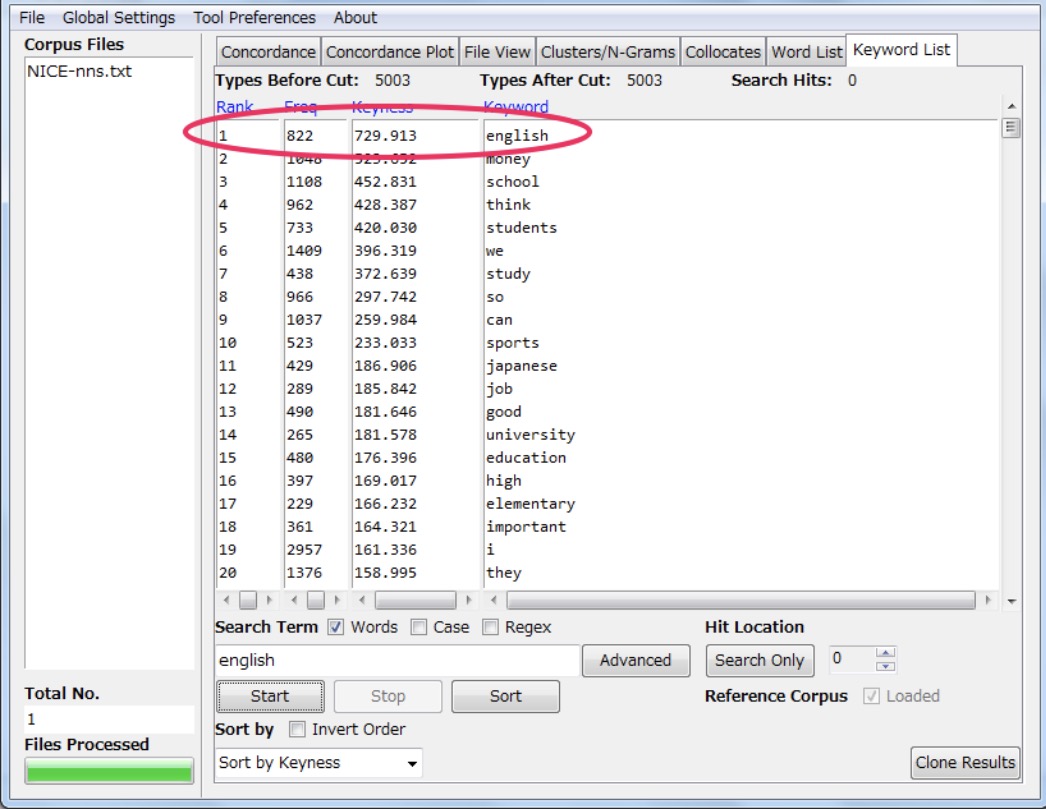 File Global Settings Tool Preferences About
Corpus Files
NICE-nns.txt
Concordance Concordance Plot File View Clusters/N-Grams Collocates Word List Keyword List
Types Before Cut: 5003 Types After Cut: 5003 Search Hits: 0
Rank Freq Keyness Keyword
1 822 729.913 english
2 1048 money
3 1108 452.831 school
4 962 428.387 think
5 733 420.030 students
6 1409 396.319 we
7 438 372.639 study
8 966 297.742 so
9 1037 259.984 can
10 523 233.033 sports
11 429 186.906 japanese
12 289 185.842 job
13 490 181.646 good
14 265 181.578 university
15 480 176.396 education
16 397 169.017 high
17 229 166.232 elementary
18 361 164.321 important
19 2957 161.336 i
20 1376 158.995 they
Search Term Words Case Regex Hit Location
english Advanced Search Only 0
Start Stop Sort Reference Corpus Loaded
Sort by Invert Order
Sort by Keyness Clone Results
Total No.
1
Files Processed